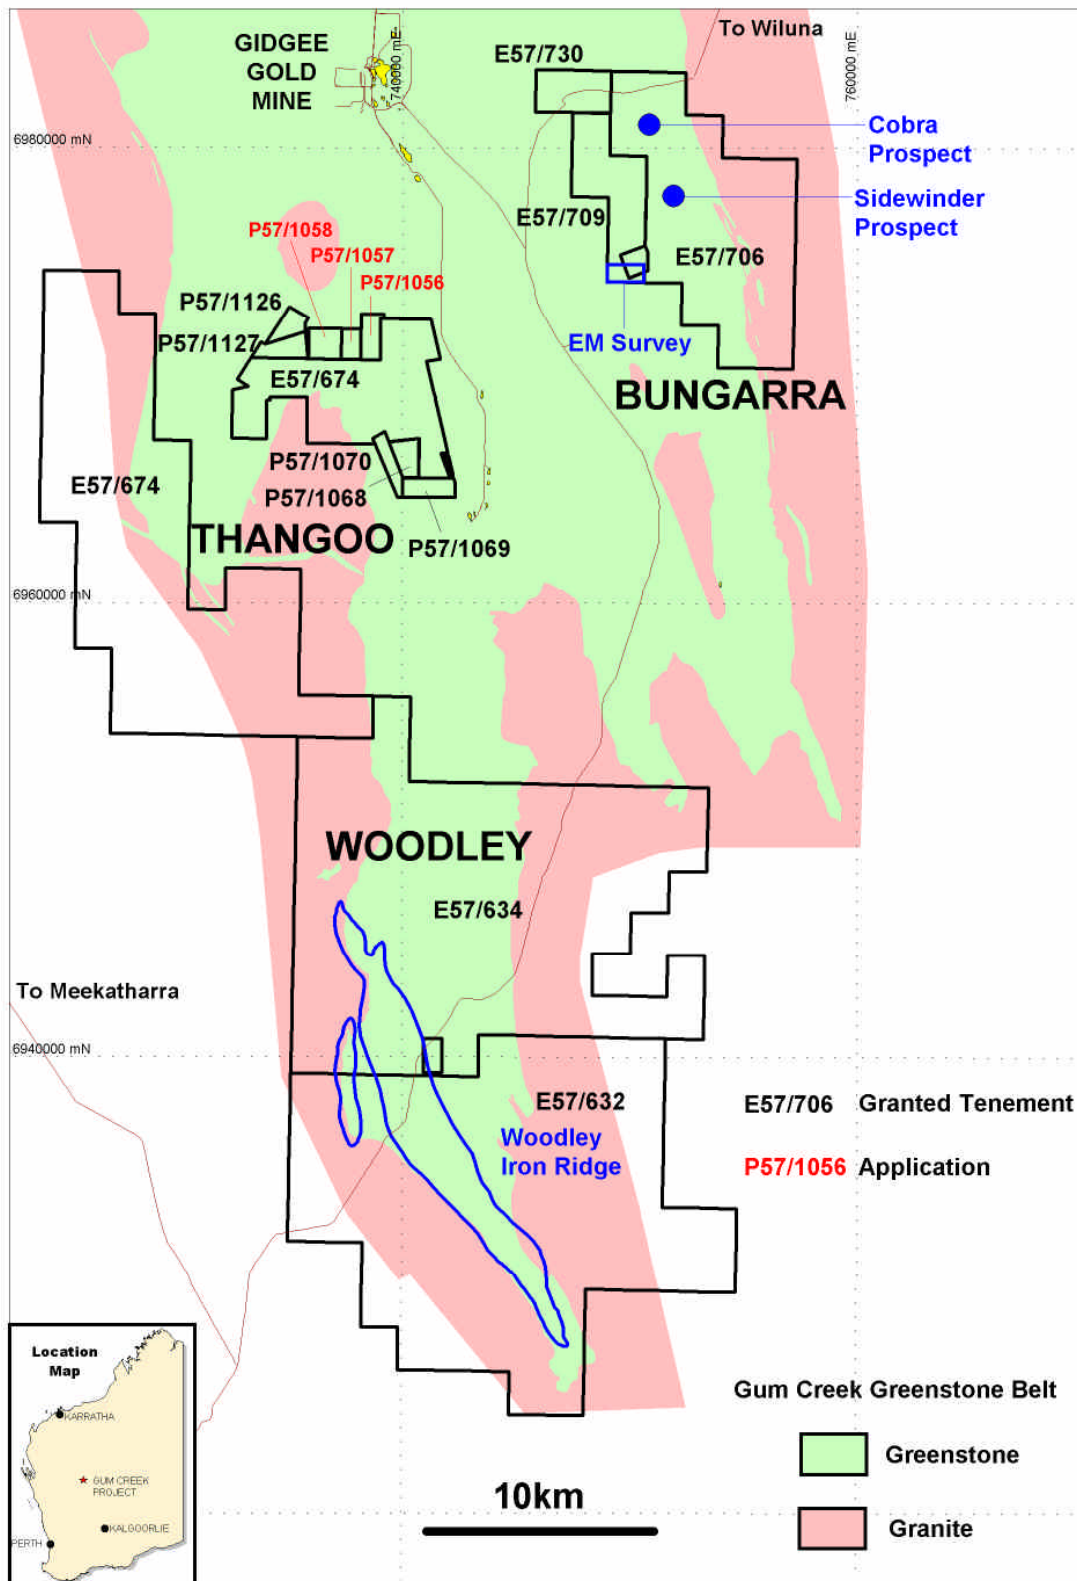 To Wiluna
GIDGEE
GOLD
MINE
740000 mE
E57/730
760000 mE
6980000 mN
Cobra
Prospect
Sidewinder
Prospect
E57/709
P57/1058
P57/1057
P57/1056
E57/706
P57/1126
P57/1127
EM Survey
E57/674
BUNGARRA
P57/1070
E57/674
P57/1068
THANGOO
P57/1069
6960000 mN
WOODLEY
E57/634
To Meekatharra
6940000 mN
E57/632
Woodley
Iron Ridge
E57/706 Granted Tenement
P57/1056 Application
Location
Map
KARRATHA
GUM CREEK
PROJECT
KALGOORLIE
PERTH
Gum Creek Greenstone Belt
Greenstone
10km
Granite